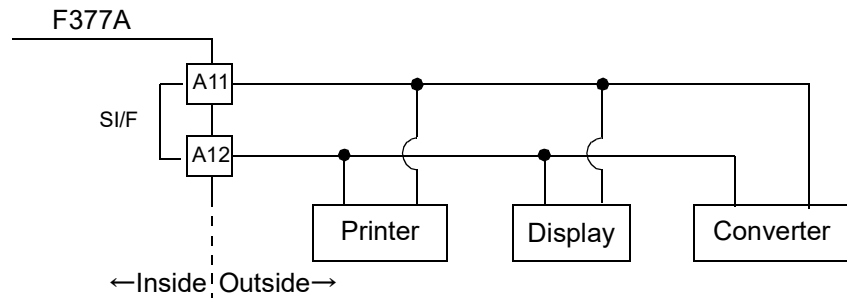 F377A
A11
SI/F
A12
Printer
Display
Converter
←Inside Outside→